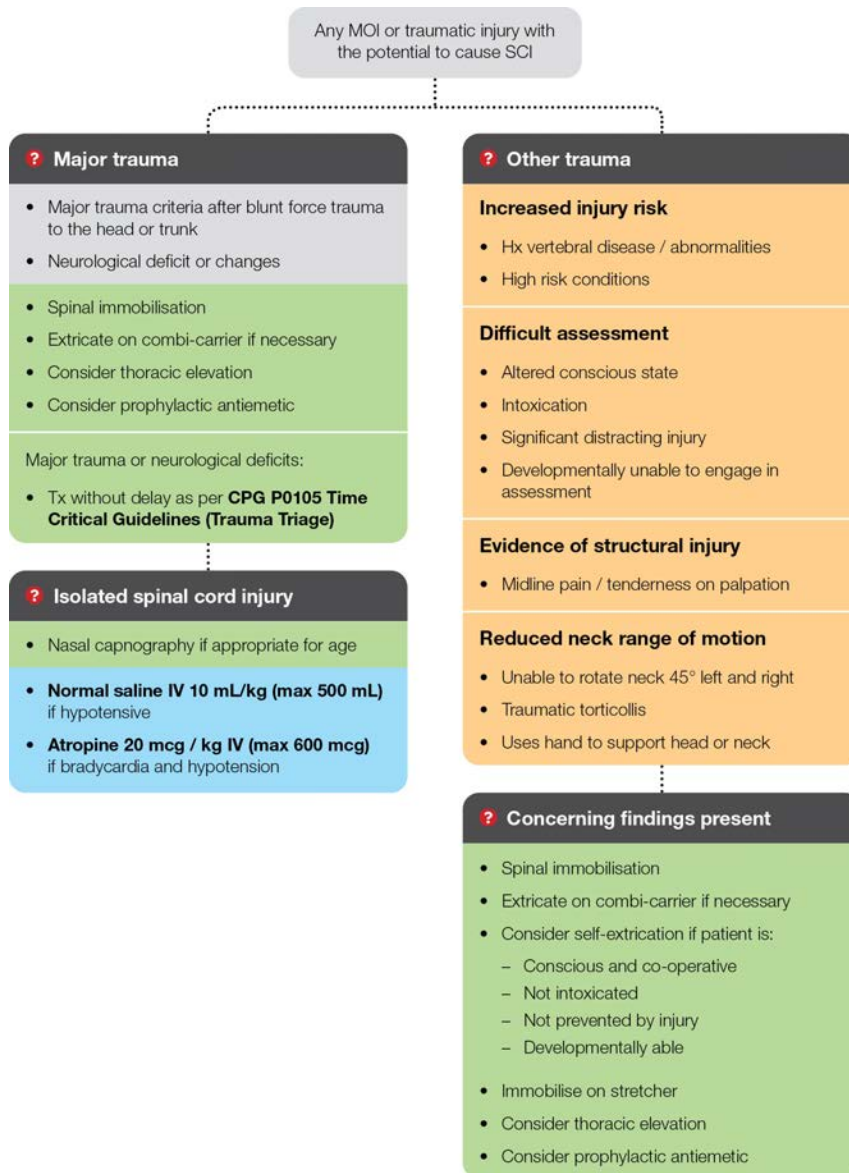 Any MOI or traumatic injury with
the potential to cause SCI
? Major trauma
• Major trauma criteria after blunt force trauma
to the head or trunk
• Neurological deficit or changes
• Spinal immobilisation
• Extricate on combi-carrier if necessary
• Consider thoracic elevation
• Consider prophylactic antiemetic
Major trauma or neurological deficits:
• Tx without delay as per CPG P0105 Time
Critical Guidelines (Trauma Triage)
? Isolated spinal cord injury
• Nasal capnography if appropriate for age
• Normal saline IV 10 mL/kg (max 500 mL)
if hypotensive
• Atropine 20 mcg / kg IV (max 600 mcg)
if bradycardia and hypotension
? Other trauma
Increased injury risk
• Hx vertebral disease / abnormalities
• High risk conditions
Difficult assessment
• Altered conscious state
• Intoxication
• Significant distracting injury
• Developmentally unable to engage in
assessment
Evidence of structural injury
• Midline pain / tenderness on palpation
Reduced neck range of motion
• Unable to rotate neck 45° left and right
• Traumatic torticollis
• Uses hand to support head or neck
? Concerning findings present
• Spinal immobilisation
• Extricate on combi-carrier if necessary
• Consider self-extrication if patient is:
– Conscious and co-operative
– Not intoxicated
– Not prevented by injury
– Developmentally able
• Immobilise on stretcher
• Consider thoracic elevation
• Consider prophylactic antiemetic